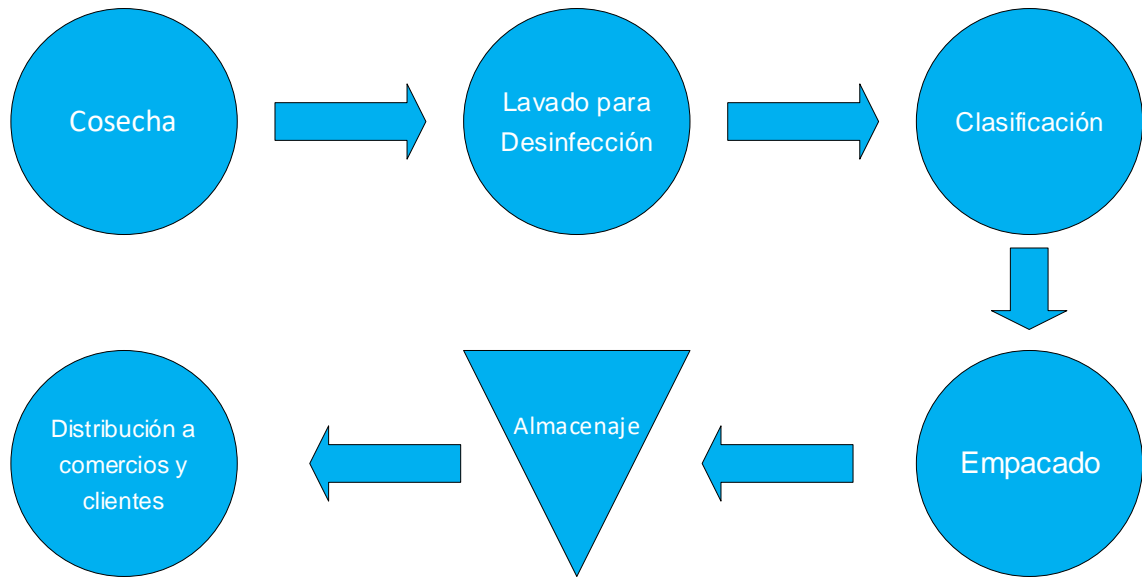 Cosecha
Lavado para
Desinfección
Clasificación
Empacado
Almacenaje
Distribución a
comercios y
clientes